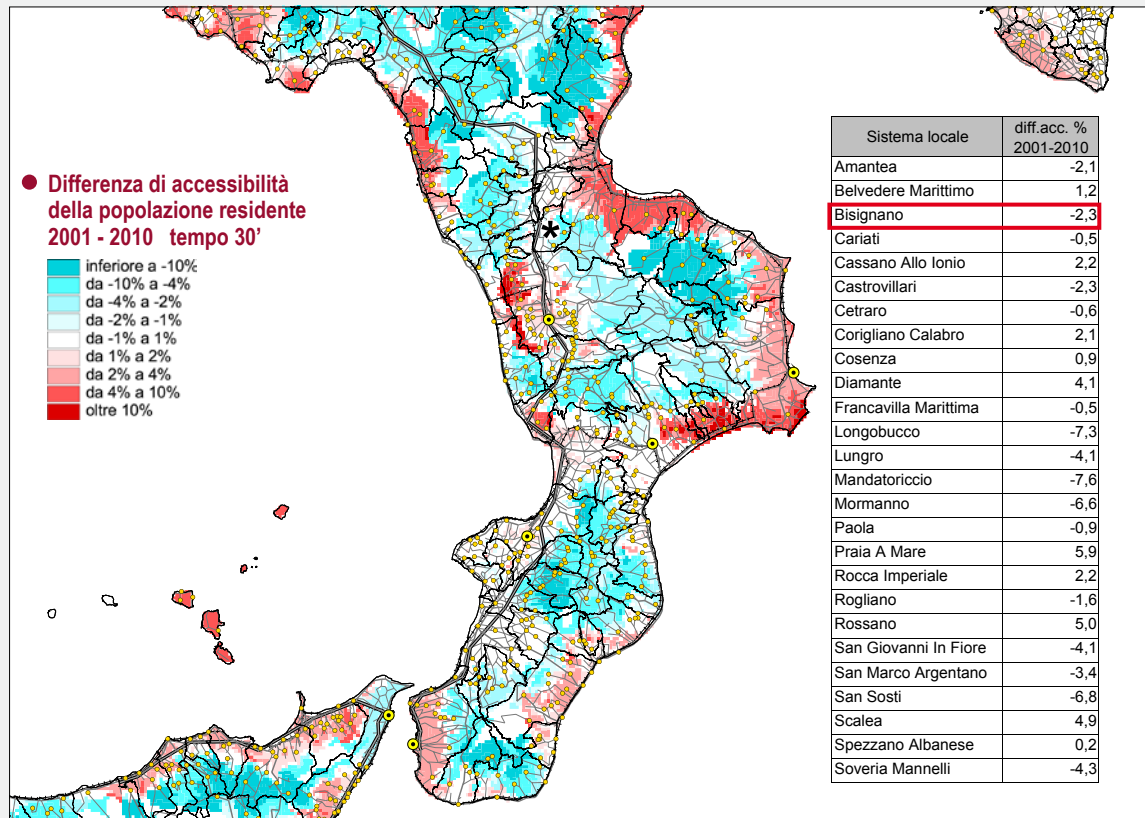 Differenza di accessibilità
della popolazione residente
2001 - 2010 tempo 30'
inferiore a -10%
da -10% a -4%
da -4% a -2%
da -2% a -1%
da -1% a 1%
da 1% a 2%
da 2% a 4%
da 4% a 10%
oltre 10%
*
Sistema locale diff.acc. %
2001-2010
Amantea -2,1
Belvedere Marittimo 1,2
Bisignano -2,3
Cariati -0,5
Cassano Allo Ionio 2,2
Castrovillari -2,3
Cetraro -0,6
Corigliano Calabro 2,1
Cosenza 0,9
Diamante 4,1
Francavilla Marittima -0,5
Longobucco -7,3
Lungro -4,1
Mandatoriccio -7,6
Mormanno -6,6
Paola -0,9
Praia A Mare 5,9
Rocca Imperiale 2,2
Rogliano -1,6
Rossano 5,0
San Giovanni In Fiore -4,1
San Marco Argentano -3,4
San Sosti -6,8
Scalea 4,9
Spezzano Albanese 0,2
Soveria Mannelli -4,3